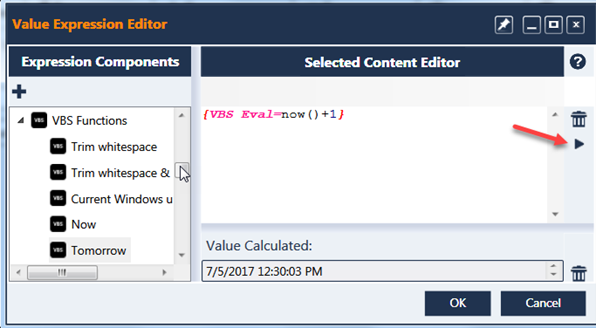 Value Expression Editor
Expression Components
Selected Content Editor
VBS Functions
Trim whitespace
Trim whitespace &
Current Windows u
Now
Tomorrow
{VBS Eval=now()+1}
Value Calculated:
7/5/2017 12:30:03 PM
OK
Cancel